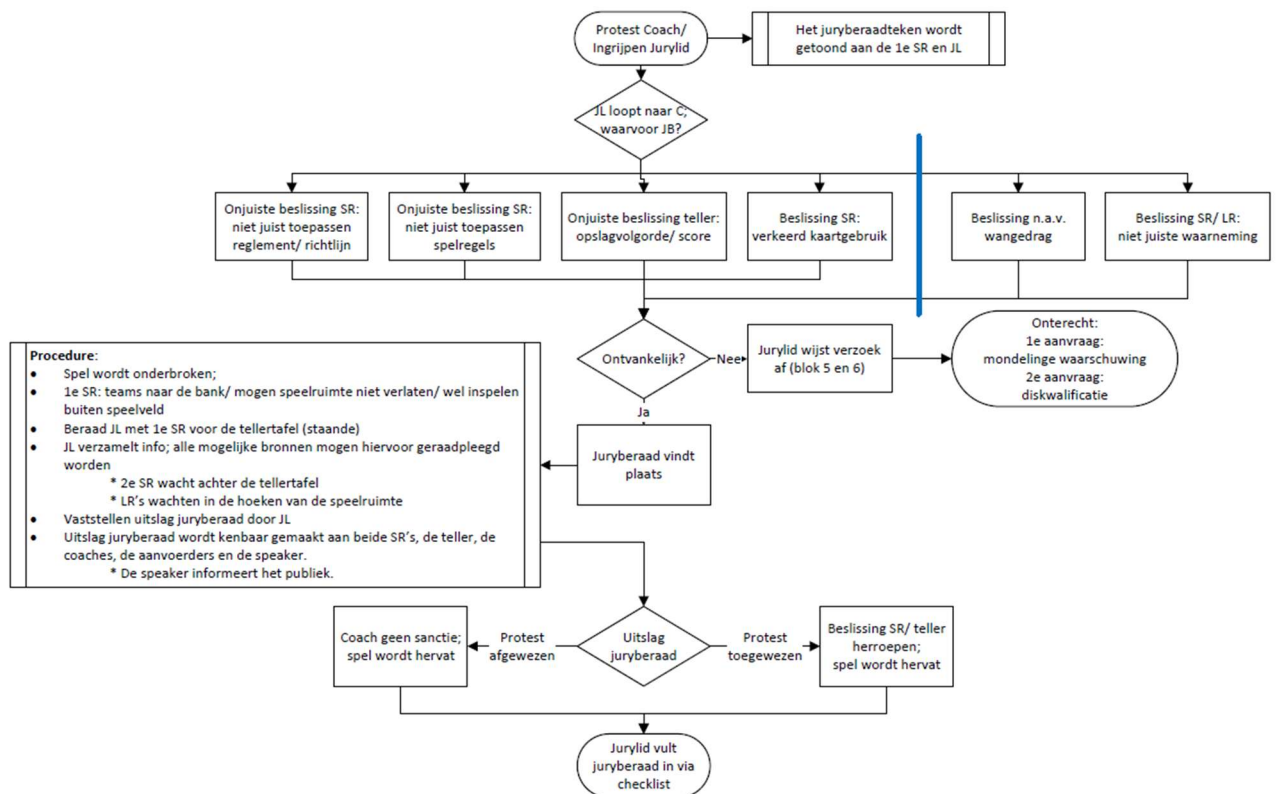 Protest Coach/
Ingrijpen Jurylid
Het juryberaadteken wordt
getoond aan de 1e SR en JL
JL loopt naar C;
waarvoor JB?
Onjuiste beslissing SR:
niet juist toepassen
reglement/ richtlijn
Onjuiste beslissing SR:
niet juist toepassen
spelregels
Onjuiste beslissing teller:
opslagvolgorde/ score
Beslissing SR:
verkeerd kaartgebruik
Beslissing n.a.v.
wangedrag
Beslissing SR/ LR:
niet juiste waarneming
Ontvankelijk?
Nee
Jurylid wijst verzoek
af (blok 5 en 6)
Onterecht:
1e aanvraag:
mondelinge waarschuwing
2e aanvraag:
diskwalificatie
Ja
Juryberaad vindt
plaats
Procedure:
• Spel wordt onderbroken;
• 1e SR: teams naar de bank/ mogen speelruimte niet verlaten/ wel inspelen
buiten speelveld
• Beraad JL met 1e SR voor de tellertafel (staande)
• JL verzamelt info; alle mogelijke bronnen mogen hiervoor geraadpleegd
worden
* 2e SR wacht achter de tellertafel
* LR's wachten in de hoeken van de speelruimte
• Vaststellen uitslag juryberaad door JL
• Uitslag juryberaad wordt kenbaar gemaakt aan beide SR's, de teller, de
coaches, de aanvoerders en de speaker.
* De speaker informeert het publiek.
Uitslag
juryberaad
Protest
afgewezen
Coach geen sanctie;
spel wordt hervat
Protest
toegewezen
Beslissing SR/ teller
herroepen;
spel wordt hervat
Jurylid vult
juryberaad in via
checklist